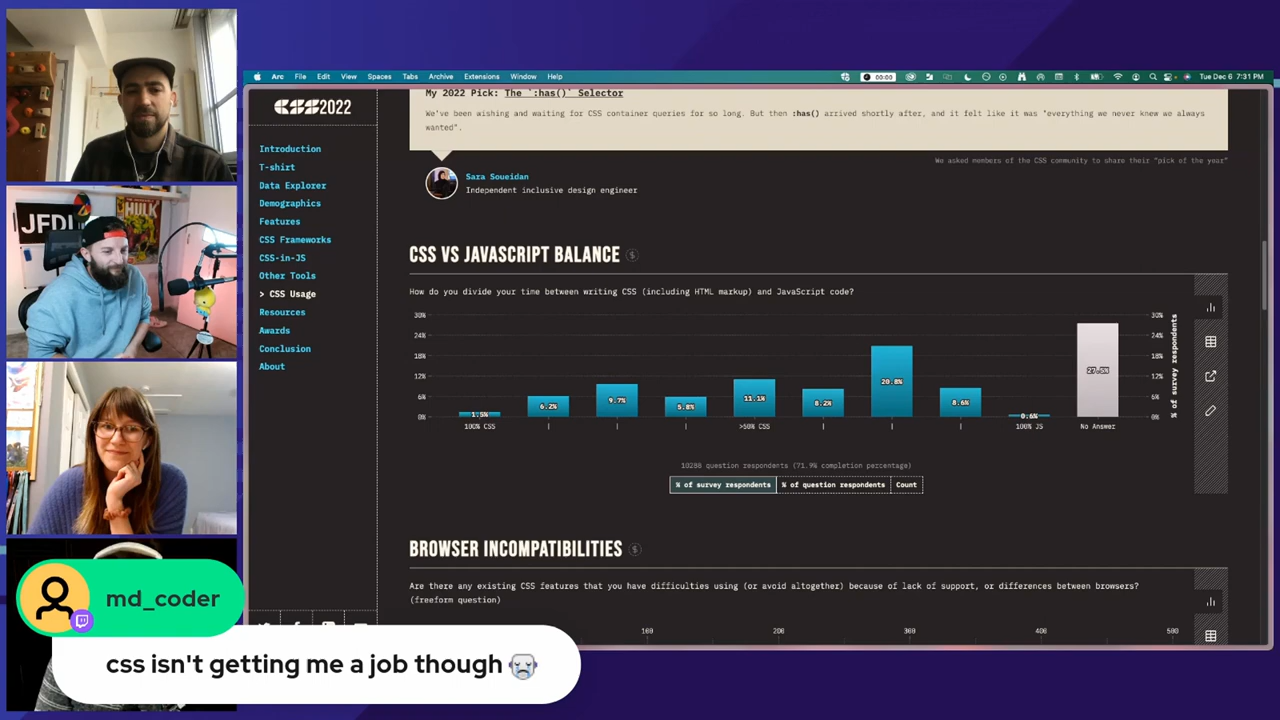 Arc File Edit View Spaces Tabs Archive Extensions Window Help
00:00
Tue Dec 6 7:31 PM
CSS2022
Introduction
T-shirt
Data Explorer
Demographics
Features
CSS Frameworks
CSS-in-JS
Other Tools
> CSS Usage
Resources
Awards
Conclusion
About
My 2022 Pick: The `:has()` Selector
We've been wishing and waiting for CSS container queries for so long. But then :has() arrived shortly after, and it felt like it was "everything we never knew we always
wanted".
We asked members of the CSS community to share their "pick of the year"
Sara Soueidan
Independent inclusive design engineer
CSS VS JAVASCRIPT BALANCE $
How do you divide your time between writing CSS (including HTML markup) and JavaScript code?
30% 30%
24% 24%
18% 18%
12% 12%
6% 6%
0% 0%
% of survey respondents
1.5% 6.2% 9.7% 5.8% 11.1% 8.2% 20.8% 8.6% 0.6% 27.5%
100% CSS | | | >50% CSS | | | 100% JS No Answer
10288 question respondents (71.9% completion percentage)
% of survey respondents % of question respondents Count
BROWSER INCOMPATIBILITIES $
Are there any existing CSS features that you have difficulties using (or avoid altogether) because of lack of support, or differences between browsers?
(freeform question)
100 200 300 400 500
JFDI
HULK
md_coder
css isn't getting me a job though